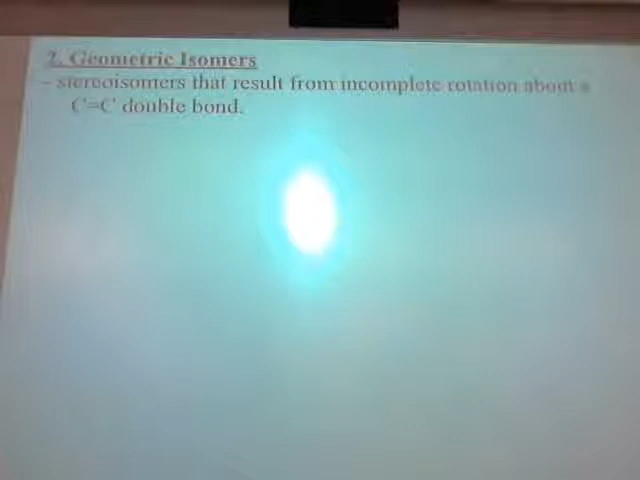 2. Geometric Isomers
- stereoisomers that result from incomplete rotation about a
C=C double bond.